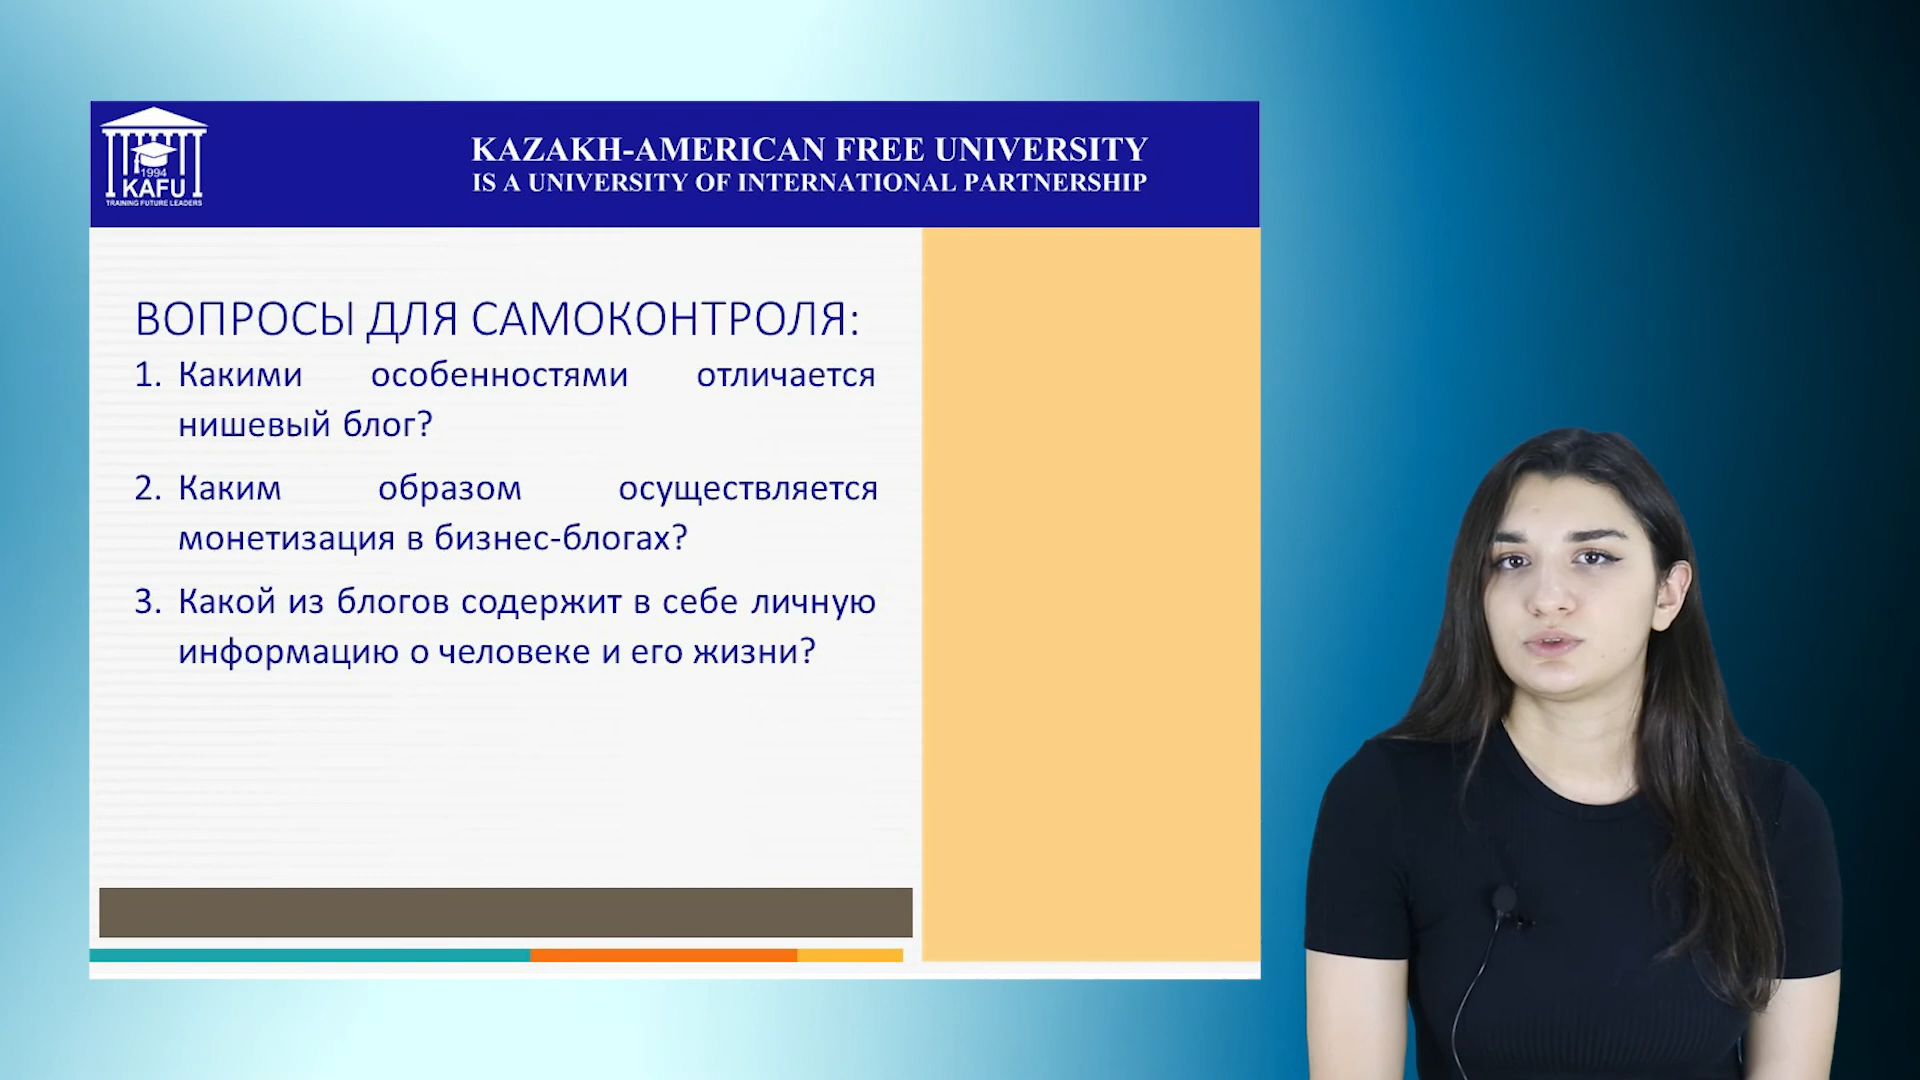 1994
KAFU
TRAINING FUTURE LEADERS
KAZAKH-AMERICAN FREE UNIVERSITY
IS A UNIVERSITY OF INTERNATIONAL PARTNERSHIP
ВОПРОСЫ ДЛЯ САМОКОНТРОЛЯ:
1. Какими особенностями отличается
нишевый блог?
2. Каким образом осуществляется
монетизация в бизнес-блогах?
3. Какой из блогов содержит в себе личную
информацию о человеке и его жизни?